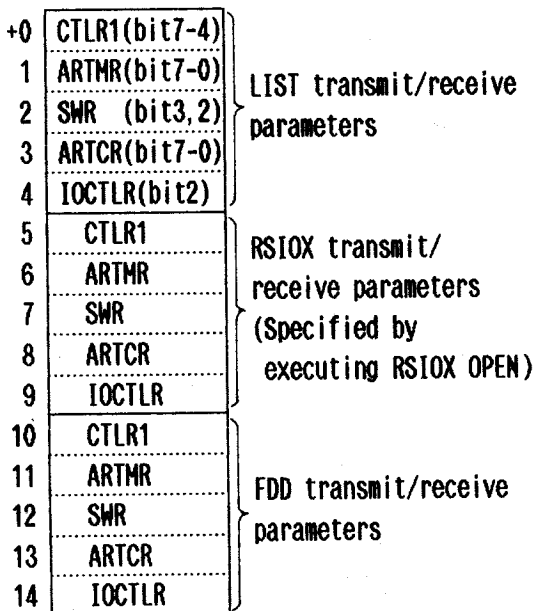 +0 CTLR1(bit7-4)
1 ARTMR(bit7-0)
2 SWR (bit3,2)
3 ARTCR(bit7-0)
4 IOCTLR(bit2)
LIST transmit/receive
parameters
5 CTLR1
6 ARTMR
7 SWR
8 ARTCR
9 IOCTLR
RSIOX transmit/
receive parameters
(Specified by
executing RSIOX OPEN)
10 CTLR1
11 ARTMR
12 SWR
13 ARTCR
14 IOCTLR
FDD transmit/receive
parameters